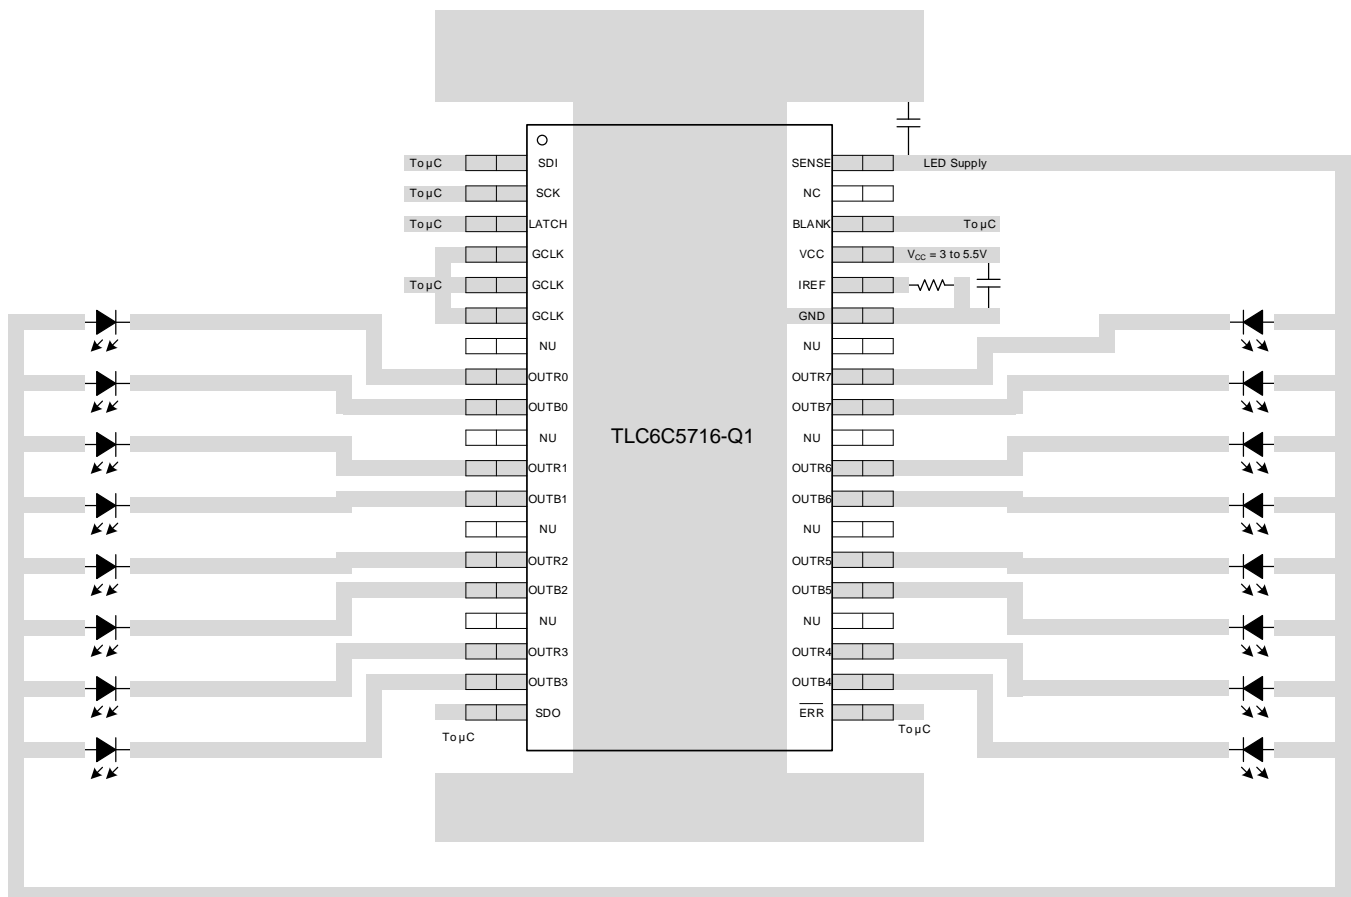 To µC SDI SENSE LED Supply
To µC SCK NC
To µC LATCH BLANK To µC
GCLK VCC V_CC = 3 to 5.5V
To µC GCLK IREF
GCLK GND
NU NU
OUTR0 OUTR7
OUTB0 OUTB7
NU TLC6C5716-Q1 NU
OUTR1 OUTR6
OUTB1 OUTB6
NU NU
OUTR2 OUTR5
OUTB2 OUTB5
NU NU
OUTR3 OUTR4
OUTB3 OUTB4
SDO ERR
To µC To µC